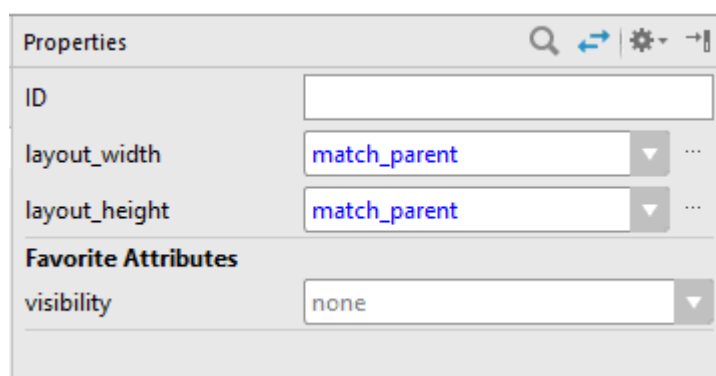 Properties
ID
layout_width match_parent ...
layout_height match_parent ...
Favorite Attributes
visibility none